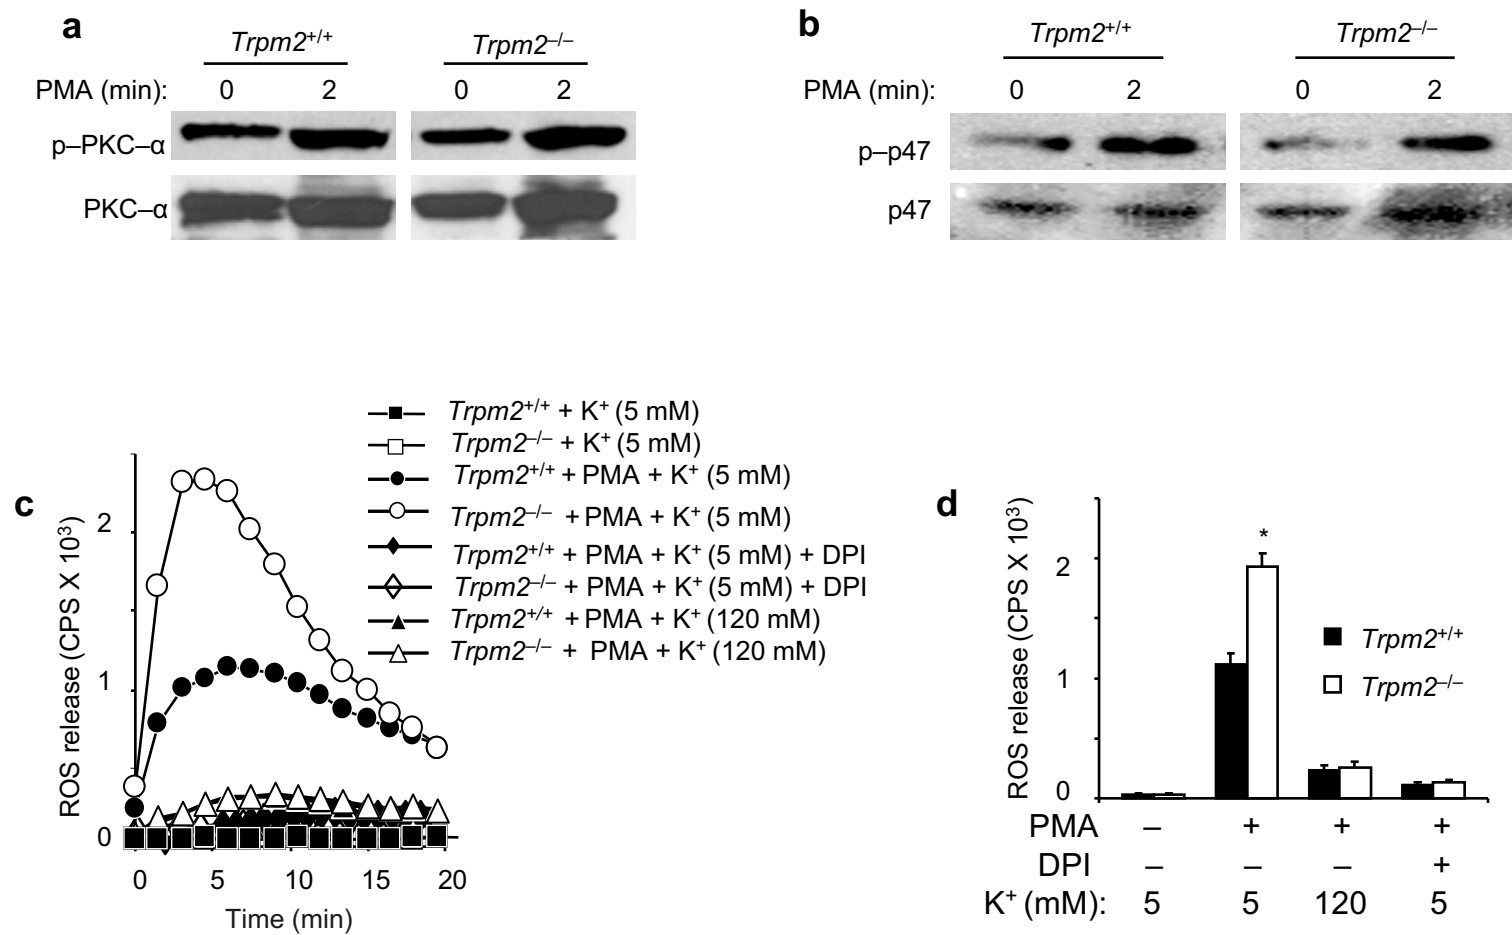 a
Trpm2+/+ Trpm2–/–
PMA (min): 0 2 0 2
p–PKC–α
PKC–α
b
Trpm2+/+ Trpm2–/–
PMA (min): 0 2 0 2
p–p47
p47
c
Trpm2+/+ + K+ (5 mM)
Trpm2–/– + K+ (5 mM)
Trpm2+/+ + PMA + K+ (5 mM)
Trpm2–/– + PMA + K+ (5 mM)
Trpm2+/+ + PMA + K+ (5 mM) + DPI
Trpm2–/– + PMA + K+ (5 mM) + DPI
Trpm2+/+ + PMA + K+ (120 mM)
Trpm2–/– + PMA + K+ (120 mM)
ROS release (CPS X 10³)
2
1
0
0 5 10 15 20
Time (min)
d
ROS release (CPS X 10³)
2
1
0
*
Trpm2+/+
Trpm2–/–
PMA – + + +
DPI – – – +
K+ (mM): 5 5 120 5